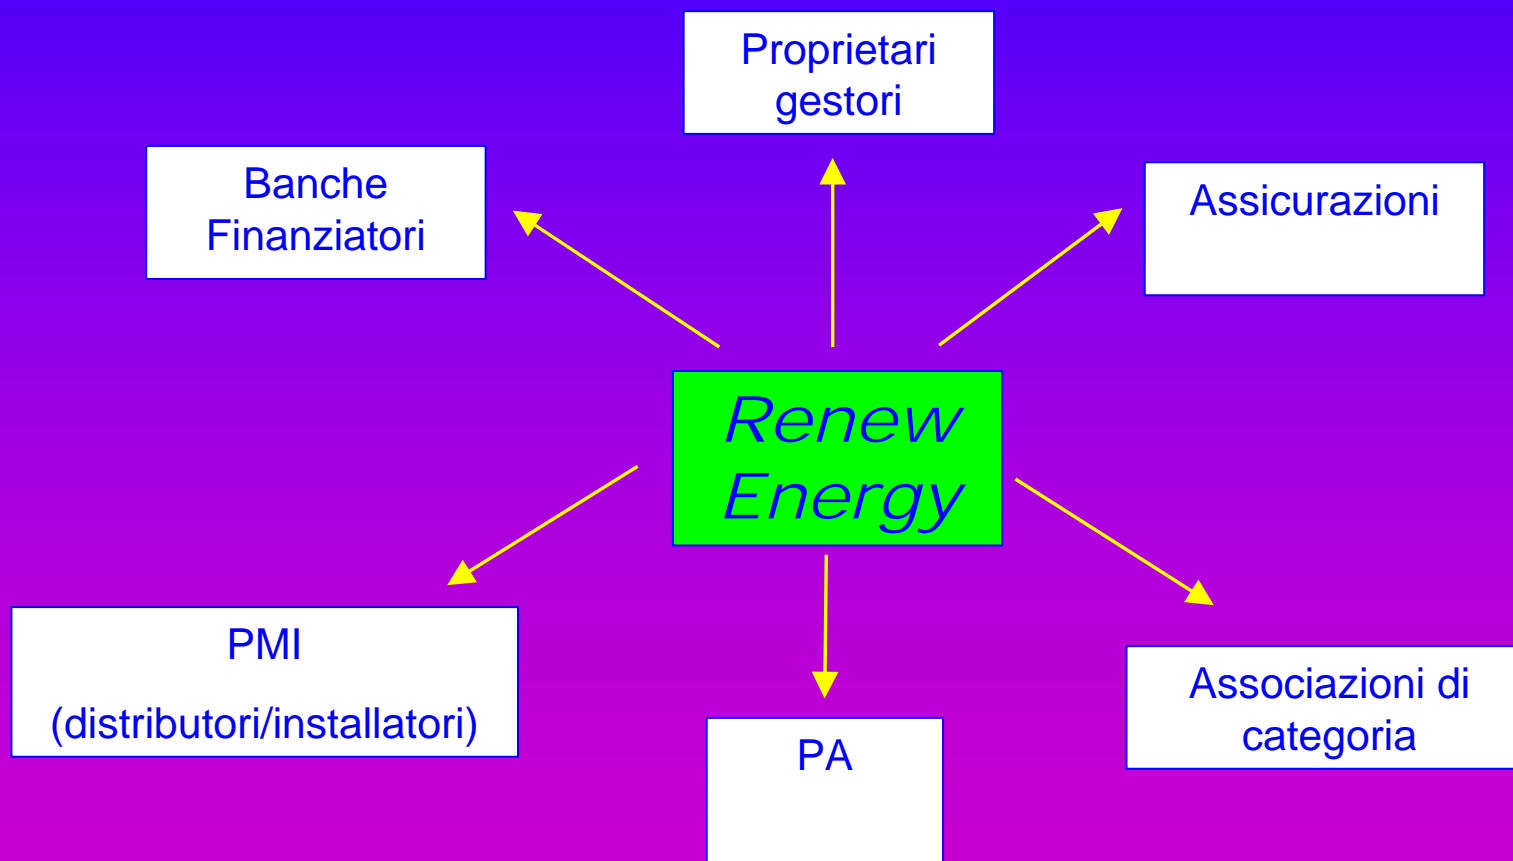 Proprietari
gestori
Banche
Finanziatori
Assicurazioni
Renew
Energy
PMI
(distributori/installatori)
Associazioni di
categoria
PA